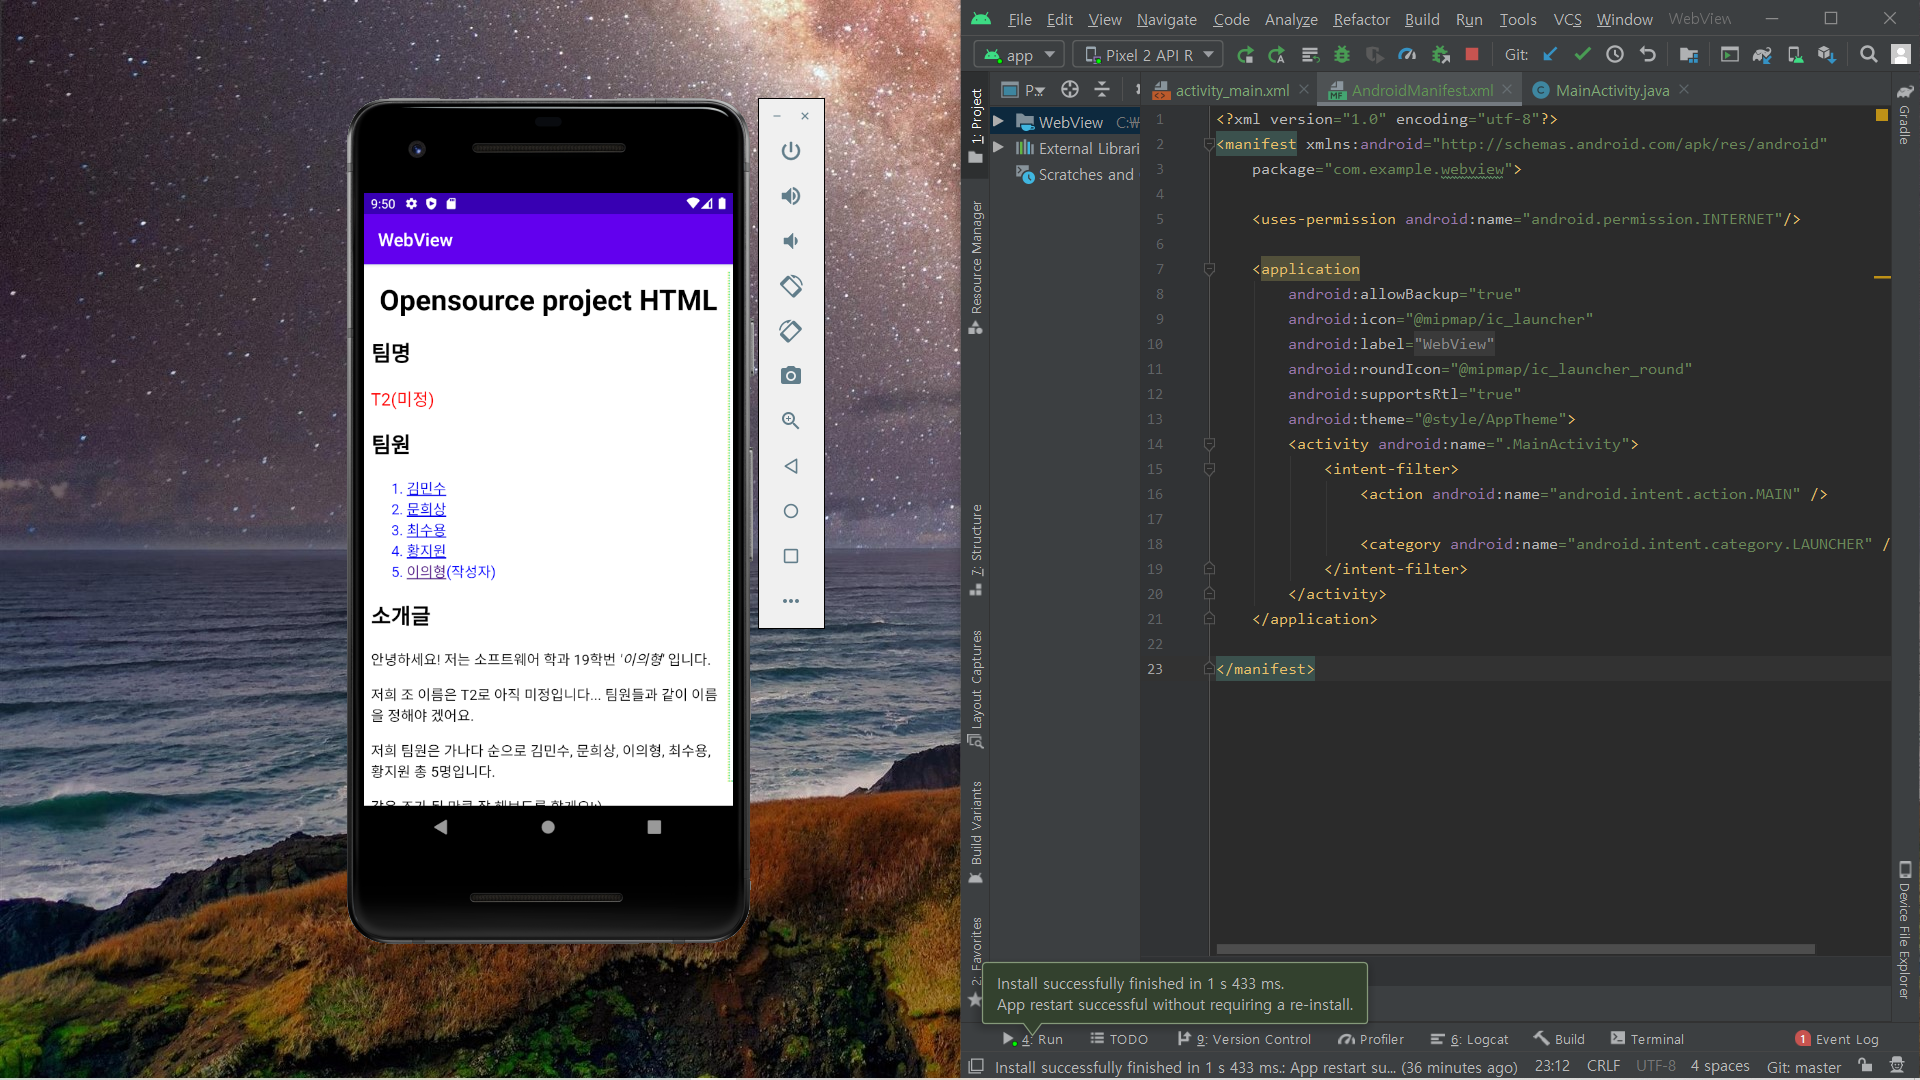 9:50
WebView
Opensource project HTML
팀명
T2(미정)
팀원
1. 김민수
2. 문희상
3. 최수용
4. 황지원
5. 이의형(작성자)
소개글
안녕하세요! 저는 소프트웨어 학과 19학번 '이의형' 입니다.
저희 조 이름은 T2로 아직 미정입니다... 팀원들과 같이 이름
을 정해야 겠어요.
저희 팀원은 가나다 순으로 김민수, 문희상, 이의형, 최수용,
황지원 총 5명입니다.
File Edit View Navigate Code Analyze Refactor Build Run Tools VCS Window WebView
app Pixel 2 API R Git:
P...
activity_main.xml AndroidManifest.xml MainActivity.java
WebView C:₩
External Librari
Scratches and
1: Project
Resource Manager
7: Structure
Layout Captures
Build Variants
2: Favorites
1 <?xml version="1.0" encoding="utf-8"?>
2 <manifest xmlns:android="http://schemas.android.com/apk/res/android"
3 package="com.example.webview">
4
5 <uses-permission android:name="android.permission.INTERNET"/>
6
7 <application
8 android:allowBackup="true"
9 android:icon="@mipmap/ic_launcher"
10 android:label="WebView"
11 android:roundIcon="@mipmap/ic_launcher_round"
12 android:supportsRtl="true"
13 android:theme="@style/AppTheme">
14 <activity android:name=".MainActivity">
15 <intent-filter>
16 <action android:name="android.intent.action.MAIN" />
17
18 <category android:name="android.intent.category.LAUNCHER" /
19 </intent-filter>
20 </activity>
21 </application>
22
23 </manifest>
Gradle
Device File Explorer
Install successfully finished in 1 s 433 ms.
App restart successful without requiring a re-install.
4: Run TODO 9: Version Control Profiler 6: Logcat Build Terminal 1 Event Log
Install successfully finished in 1 s 433 ms.: App restart su... (36 minutes ago) 23:12 CRLF UTF-8 4 spaces Git: master